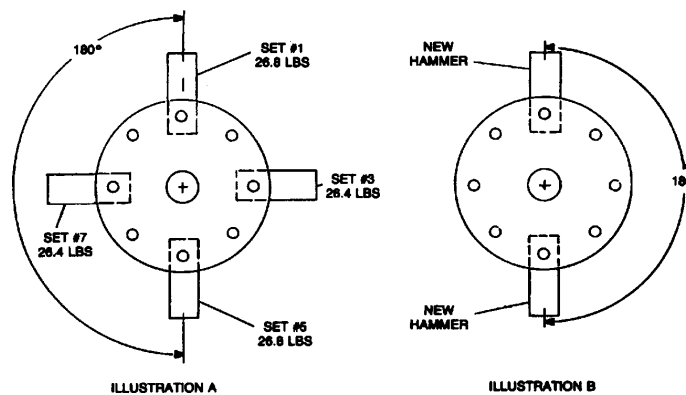 180°
SET #1
26.8 LBS
SET #3
26.4 LBS
SET #7
26.4 LBS
SET #5
26.8 LBS
ILLUSTRATION A
NEW
HAMMER
18
NEW
HAMMER
ILLUSTRATION B